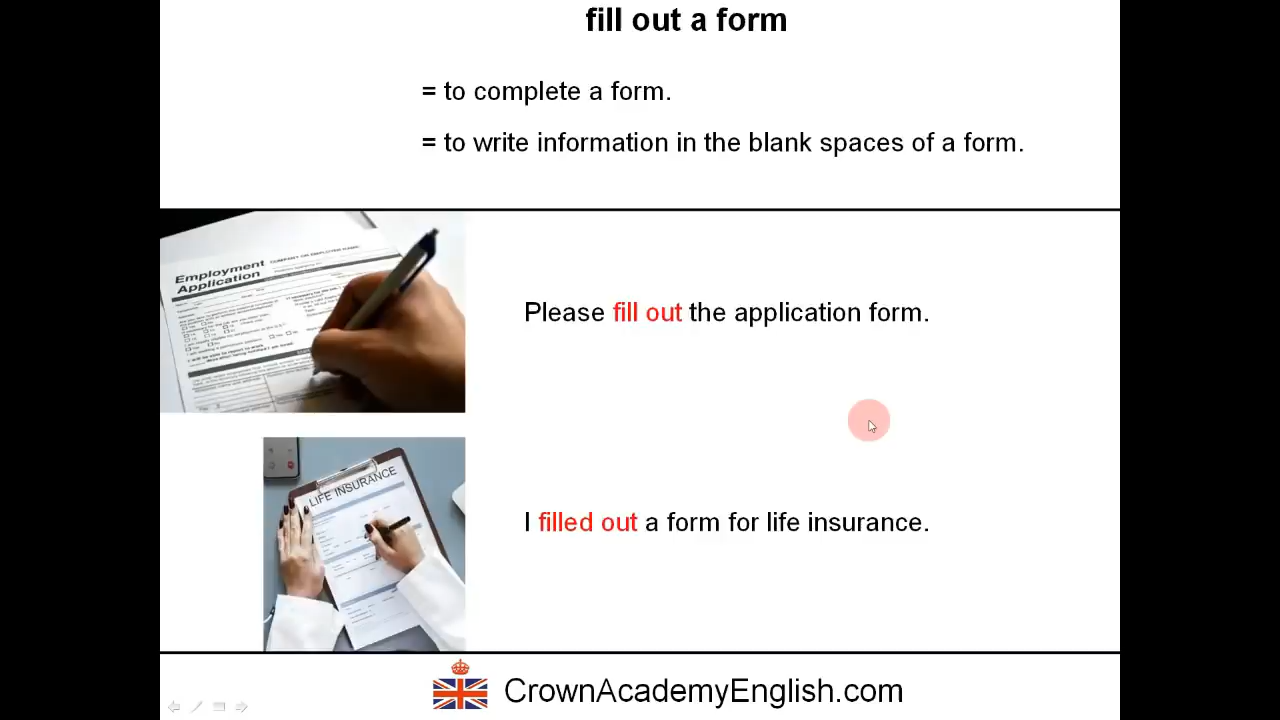 fill out a form
= to complete a form.
= to write information in the blank spaces of a form.
Employment
Application
Please fill out the application form.
LIFE INSURANCE
I filled out a form for life insurance.
CrownAcademyEnglish.com